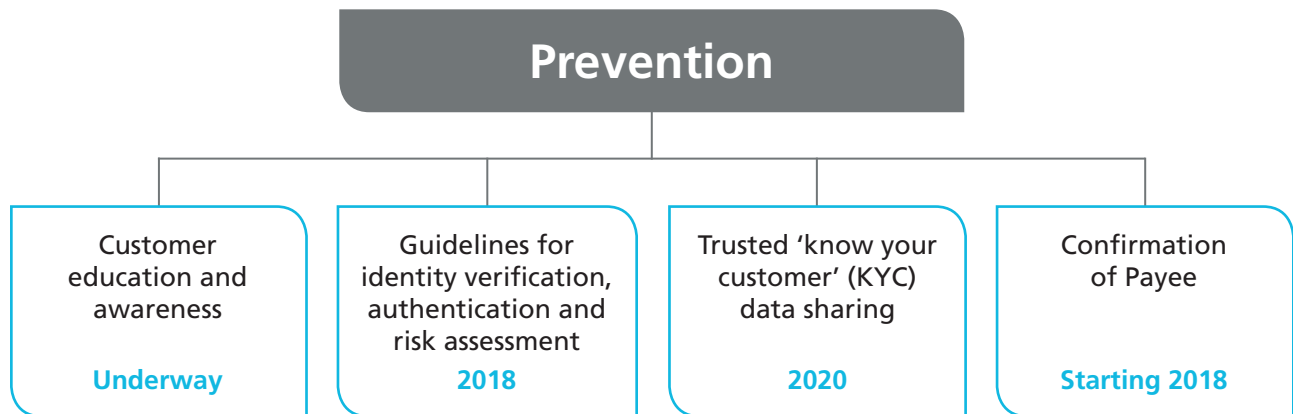 Prevention
Customer
education and
awareness
Underway
Guidelines for
identity verification,
authentication and
risk assessment
2018
Trusted ‘know your
customer’ (KYC)
data sharing
2020
Confirmation
of Payee
Starting 2018